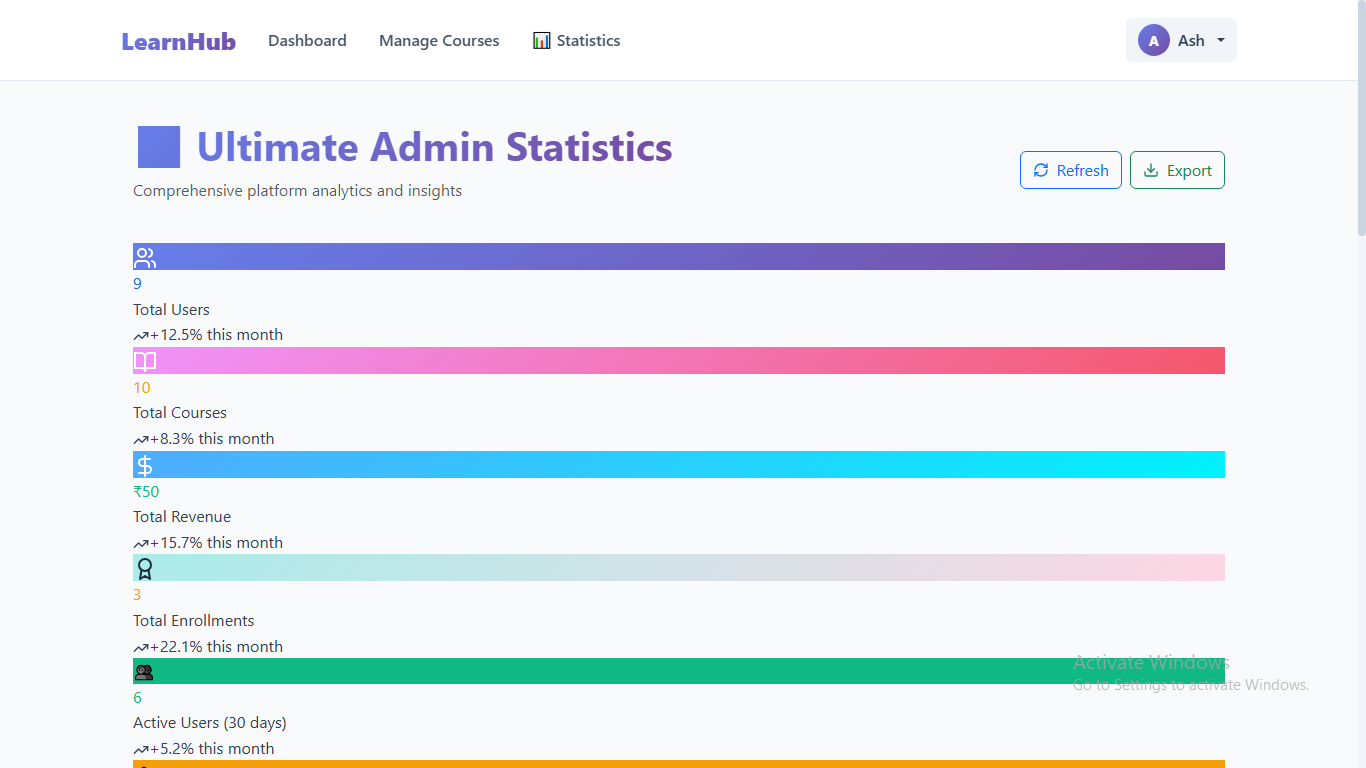 LearnHub Dashboard Manage Courses 📊 Statistics A Ash
Ultimate Admin Statistics
Comprehensive platform analytics and insights
Refresh Export
9
Total Users
+12.5% this month
10
Total Courses
+8.3% this month
₹50
Total Revenue
+15.7% this month
3
Total Enrollments
+22.1% this month
6
Active Users (30 days)
+5.2% this month
Activate Windows
Go to Settings to activate Windows.